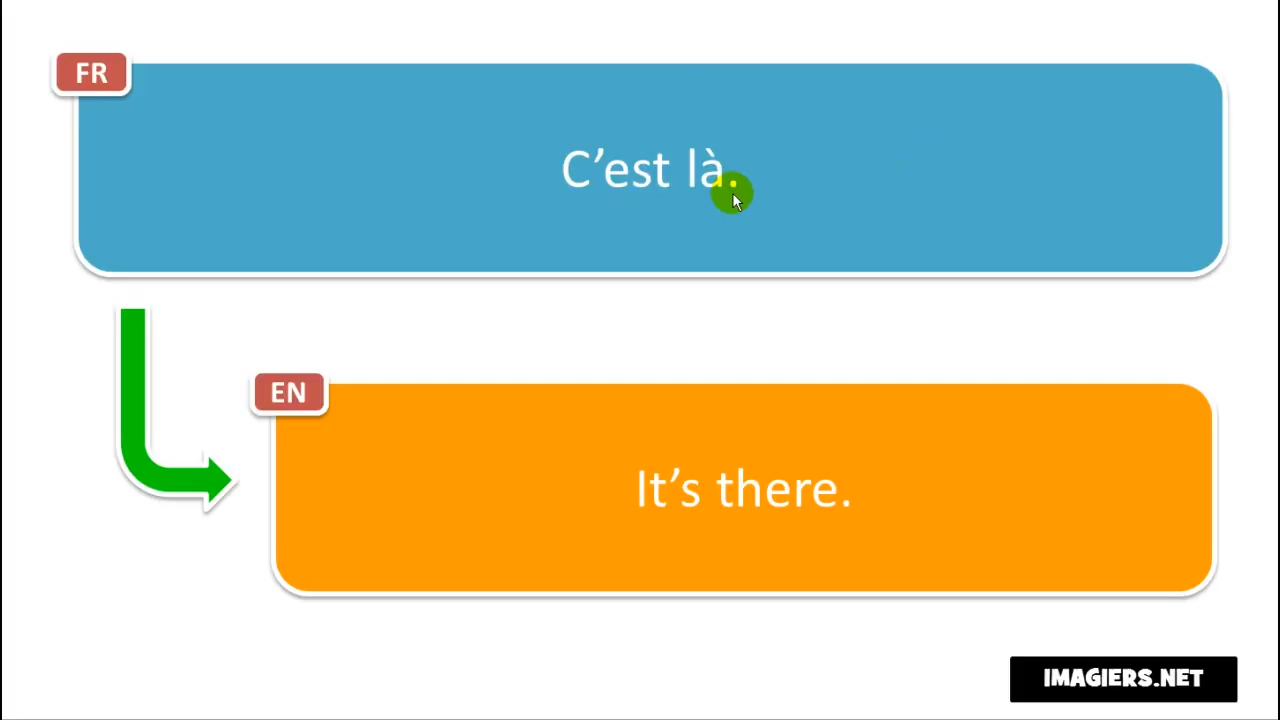 FR
C’est là.
EN
It’s there.
IMAGIERS.NET